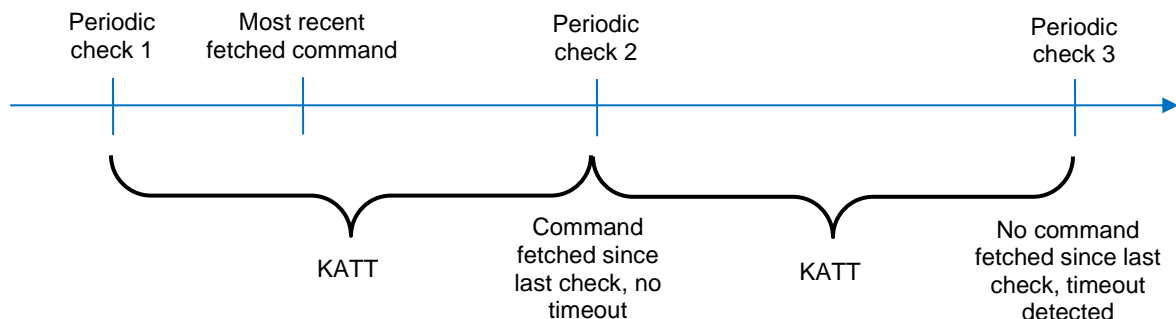 Periodic
check 1
Most recent
fetched command
Periodic
check 2
Periodic
check 3
KATT
Command
fetched since
last check, no
timeout
KATT
No command
fetched since last
check, timeout
detected